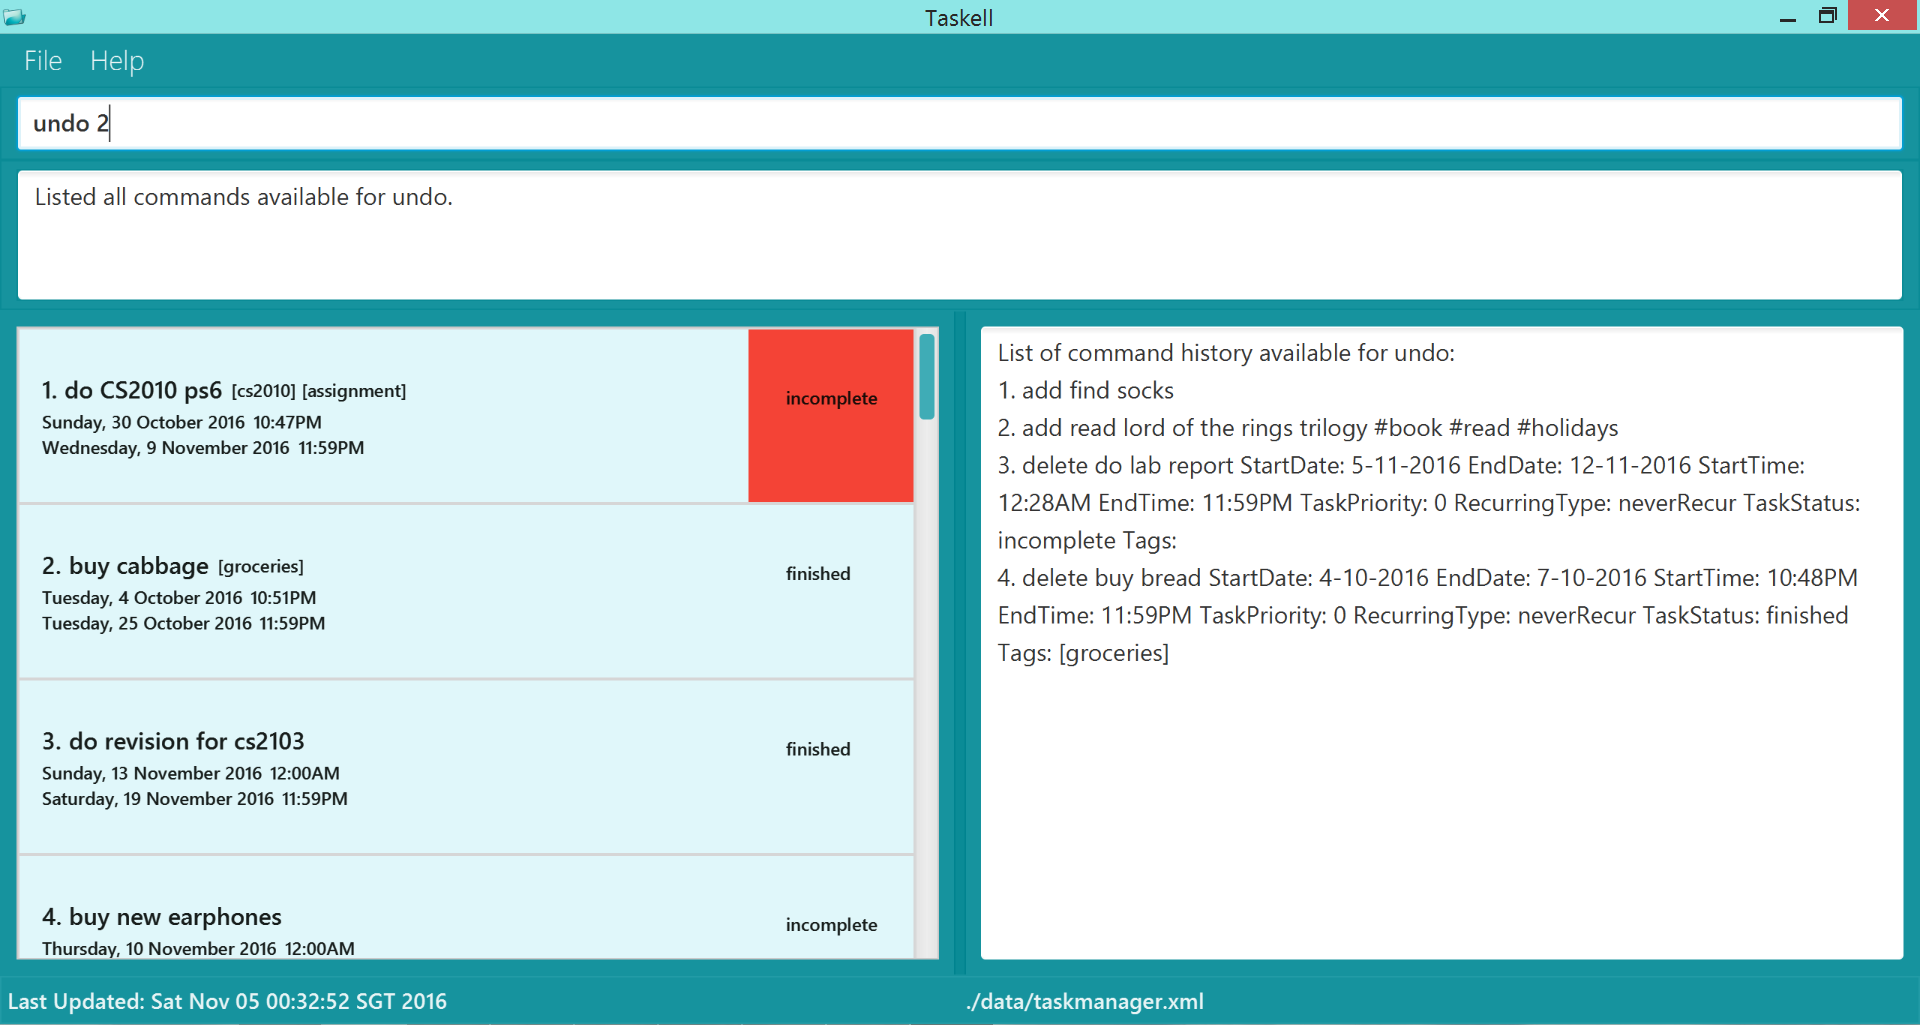 Taskell
File Help
undo 2
Listed all commands available for undo.
1. do CS2010 ps6 [cs2010] [assignment]
incomplete
Sunday, 30 October 2016 10:47PM
Wednesday, 9 November 2016 11:59PM
2. buy cabbage [groceries]
finished
Tuesday, 4 October 2016 10:51PM
Tuesday, 25 October 2016 11:59PM
3. do revision for cs2103
finished
Sunday, 13 November 2016 12:00AM
Saturday, 19 November 2016 11:59PM
4. buy new earphones
incomplete
Thursday, 10 November 2016 12:00AM
List of command history available for undo:
1. add find socks
2. add read lord of the rings trilogy #book #read #holidays
3. delete do lab report StartDate: 5-11-2016 EndDate: 12-11-2016 StartTime:
12:28AM EndTime: 11:59PM TaskPriority: 0 RecurringType: neverRecur TaskStatus:
incomplete Tags:
4. delete buy bread StartDate: 4-10-2016 EndDate: 7-10-2016 StartTime: 10:48PM
EndTime: 11:59PM TaskPriority: 0 RecurringType: neverRecur TaskStatus: finished
Tags: [groceries]
Last Updated: Sat Nov 05 00:32:52 SGT 2016
./data/taskmanager.xml